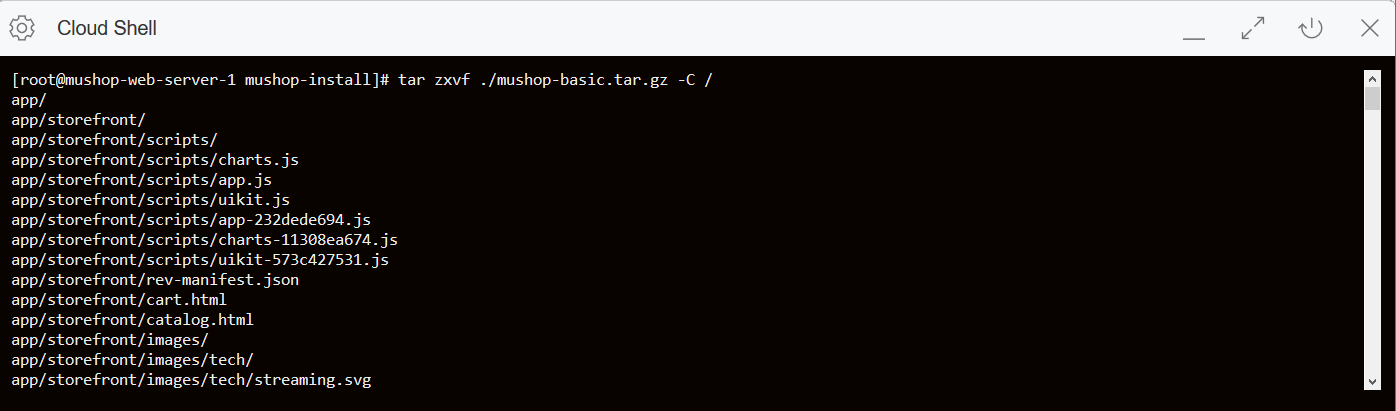 Cloud Shell
[root@mushop-web-server-1 mushop-install]# tar zxvf ./mushop-basic.tar.gz -C /
app/
app/storefront/
app/storefront/scripts/
app/storefront/scripts/charts.js
app/storefront/scripts/app.js
app/storefront/scripts/uikit.js
app/storefront/scripts/app-232dede694.js
app/storefront/scripts/charts-11308ea674.js
app/storefront/scripts/uikit-573c427531.js
app/storefront/rev-manifest.json
app/storefront/cart.html
app/storefront/catalog.html
app/storefront/images/
app/storefront/images/tech/
app/storefront/images/tech/streaming.svg